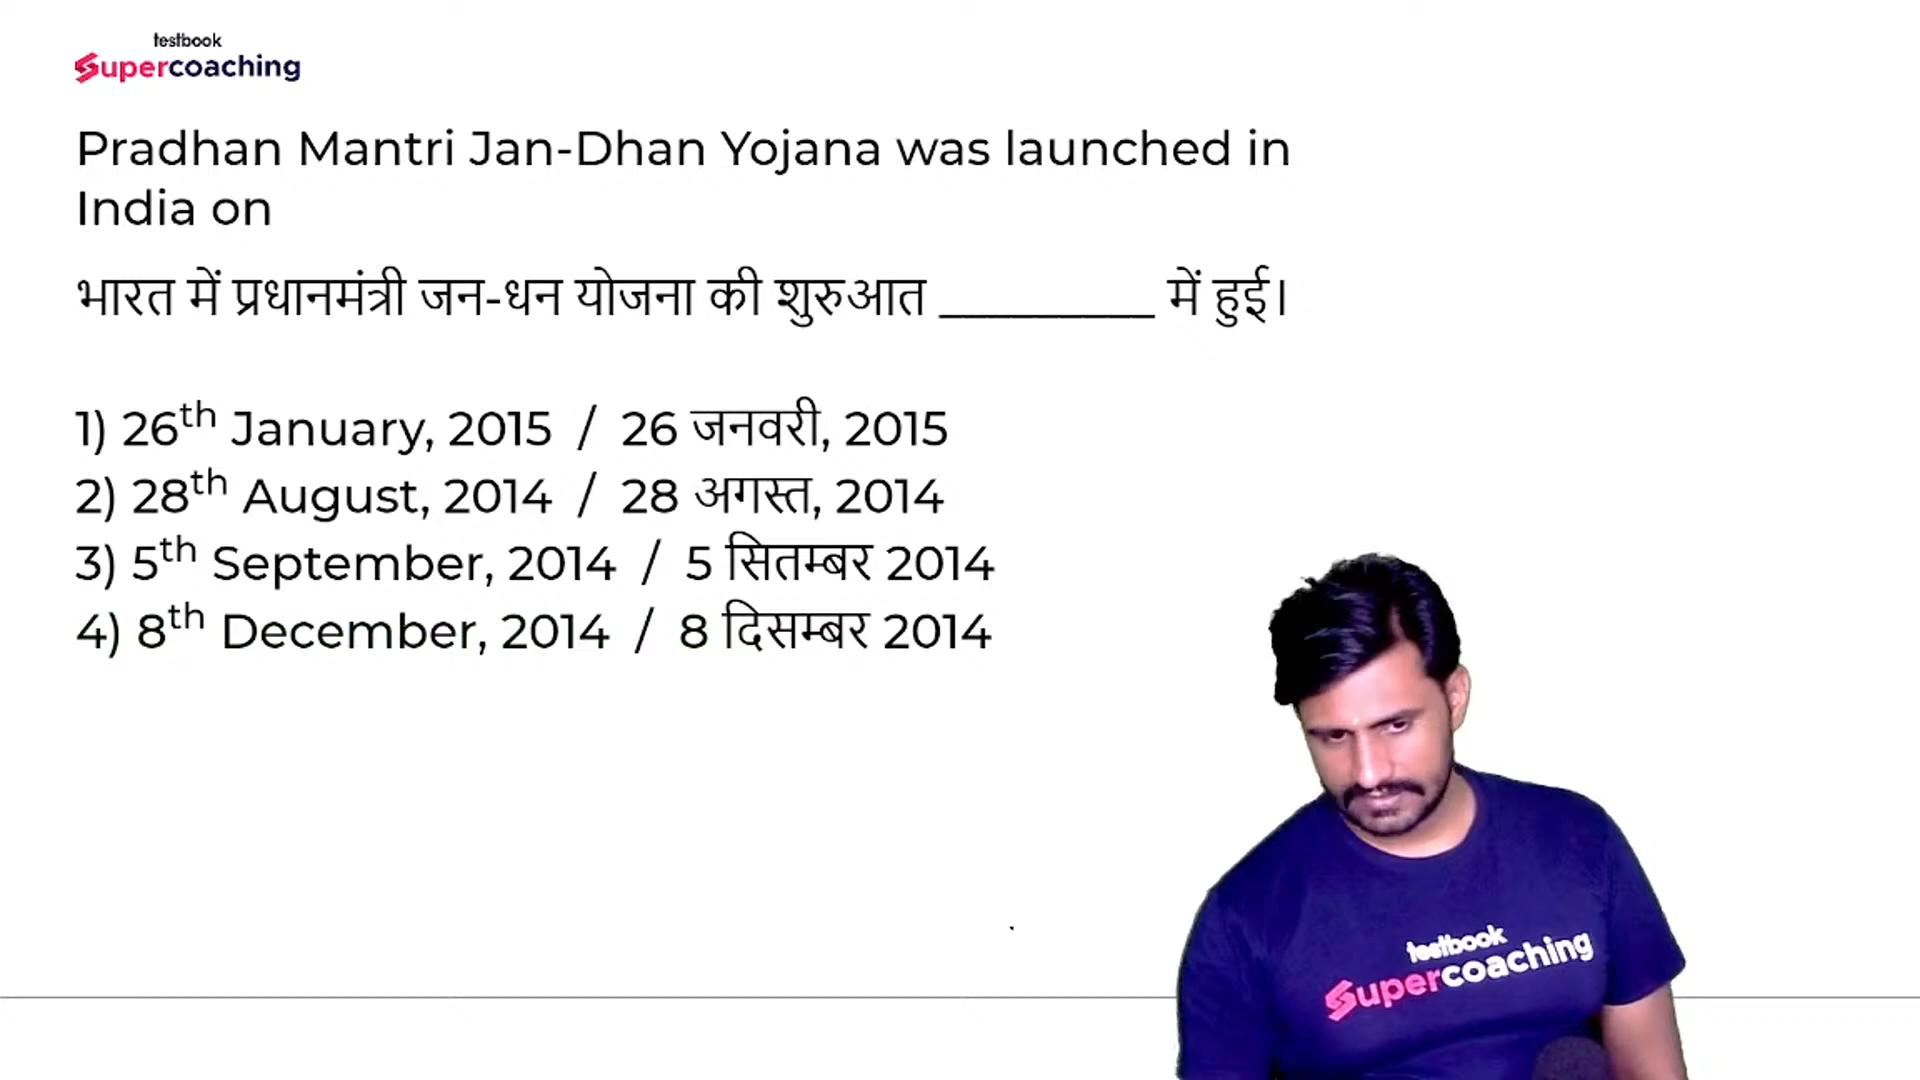 testbook
Supercoaching
Pradhan Mantri Jan-Dhan Yojana was launched in
India on
भारत में प्रधानमंत्री जन-धन योजना की शुरुआत _________ में हुई।
1) 26th January, 2015 / 26 जनवरी, 2015
2) 28th August, 2014 / 28 अगस्त, 2014
3) 5th September, 2014 / 5 सितम्बर 2014
4) 8th December, 2014 / 8 दिसम्बर 2014
testbook
Supercoaching